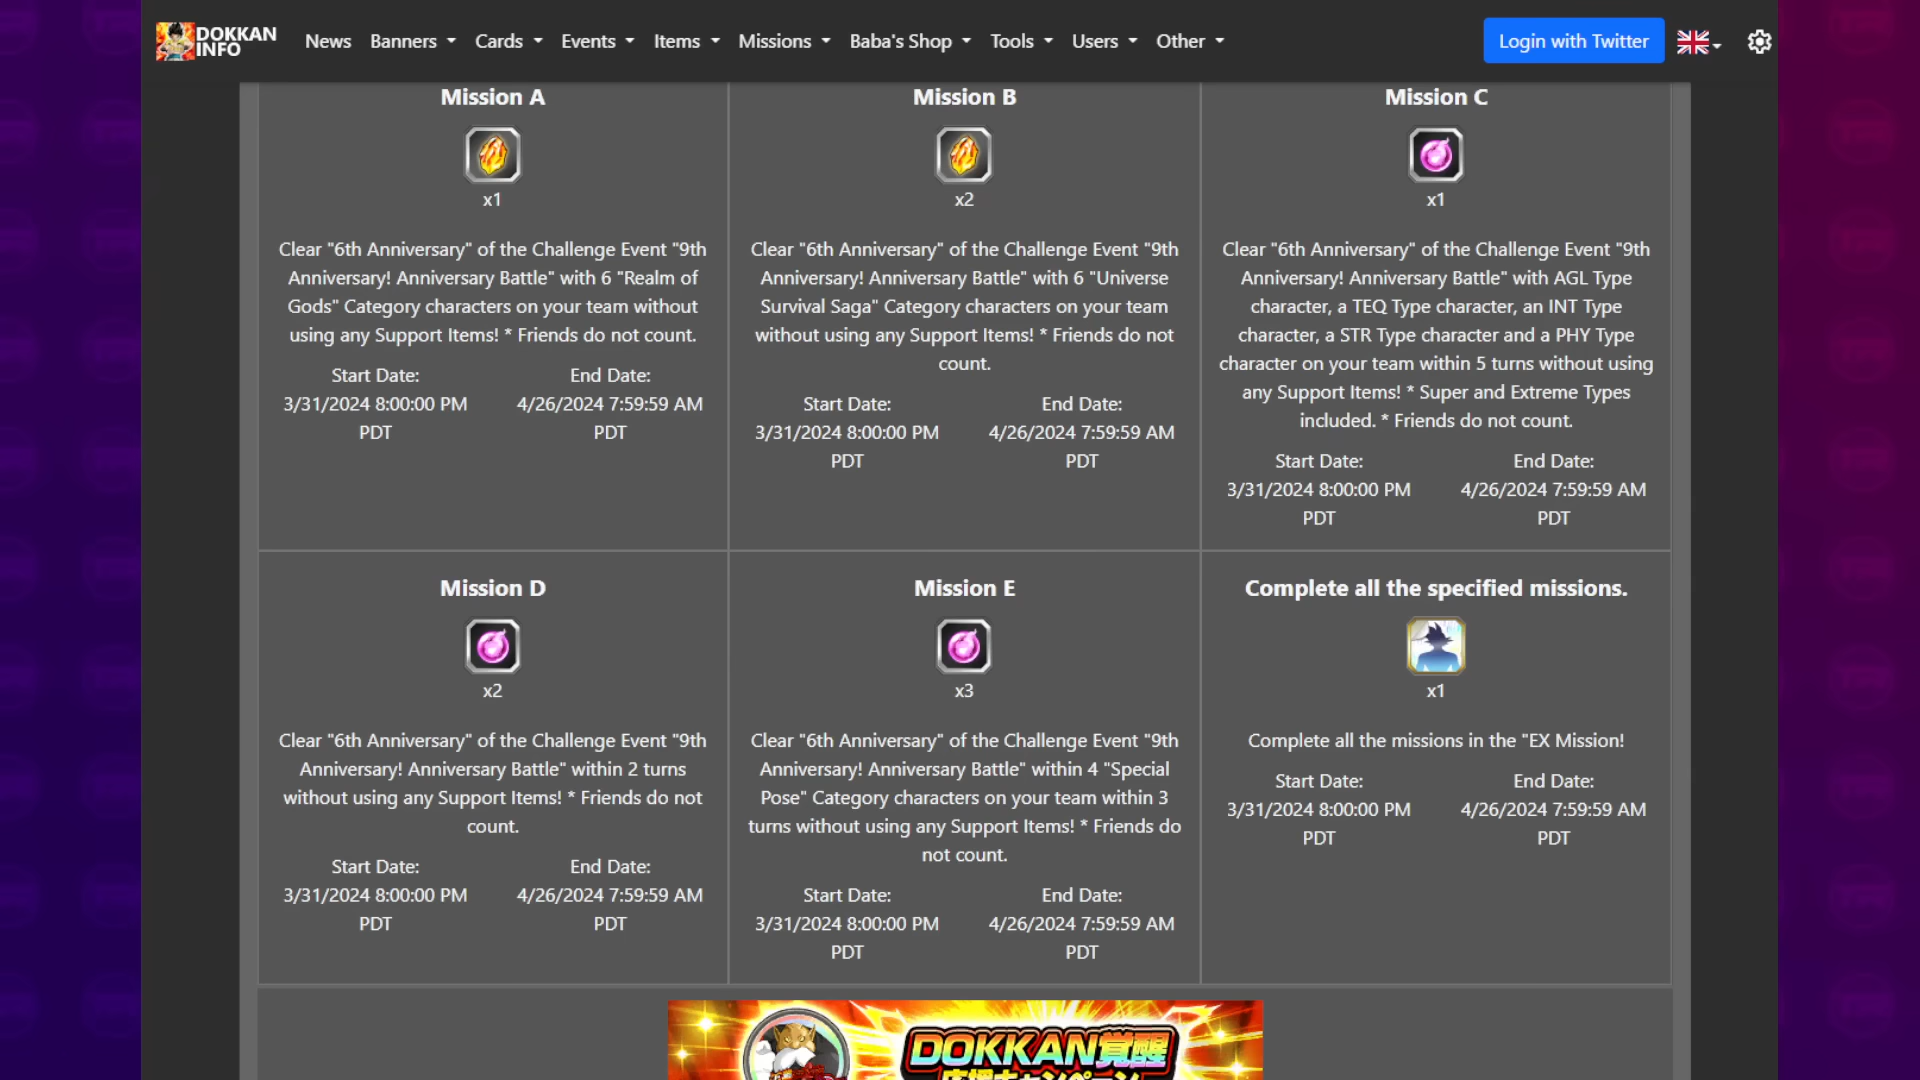 DOKKAN
INFO
News
Banners
Cards
Events
Items
Missions
Baba's Shop
Tools
Users
Other
Login with Twitter
Mission A
x1
Clear "6th Anniversary" of the Challenge Event "9th
Anniversary! Anniversary Battle" with 6 "Realm of
Gods" Category characters on your team without
using any Support Items! * Friends do not count.
Start Date:
3/31/2024 8:00:00 PM
PDT
End Date:
4/26/2024 7:59:59 AM
PDT
Mission B
x2
Clear "6th Anniversary" of the Challenge Event "9th
Anniversary! Anniversary Battle" with 6 "Universe
Survival Saga" Category characters on your team
without using any Support Items! * Friends do not
count.
Start Date:
3/31/2024 8:00:00 PM
PDT
End Date:
4/26/2024 7:59:59 AM
PDT
Mission C
x1
Clear "6th Anniversary" of the Challenge Event "9th
Anniversary! Anniversary Battle" with AGL Type
character, a TEQ Type character, an INT Type
character, a STR Type character and a PHY Type
character on your team within 5 turns without using
any Support Items! * Super and Extreme Types
included. * Friends do not count.
Start Date:
3/31/2024 8:00:00 PM
PDT
End Date:
4/26/2024 7:59:59 AM
PDT
Mission D
x2
Clear "6th Anniversary" of the Challenge Event "9th
Anniversary! Anniversary Battle" within 2 turns
without using any Support Items! * Friends do not
count.
Start Date:
3/31/2024 8:00:00 PM
PDT
End Date:
4/26/2024 7:59:59 AM
PDT
Mission E
x3
Clear "6th Anniversary" of the Challenge Event "9th
Anniversary! Anniversary Battle" within 4 "Special
Pose" Category characters on your team within 3
turns without using any Support Items! * Friends do
not count.
Start Date:
3/31/2024 8:00:00 PM
PDT
End Date:
4/26/2024 7:59:59 AM
PDT
Complete all the specified missions.
x1
Complete all the missions in the "EX Mission!
Start Date:
3/31/2024 8:00:00 PM
PDT
End Date:
4/26/2024 7:59:59 AM
PDT
DOKKAN覚醒
応援キャンペーン